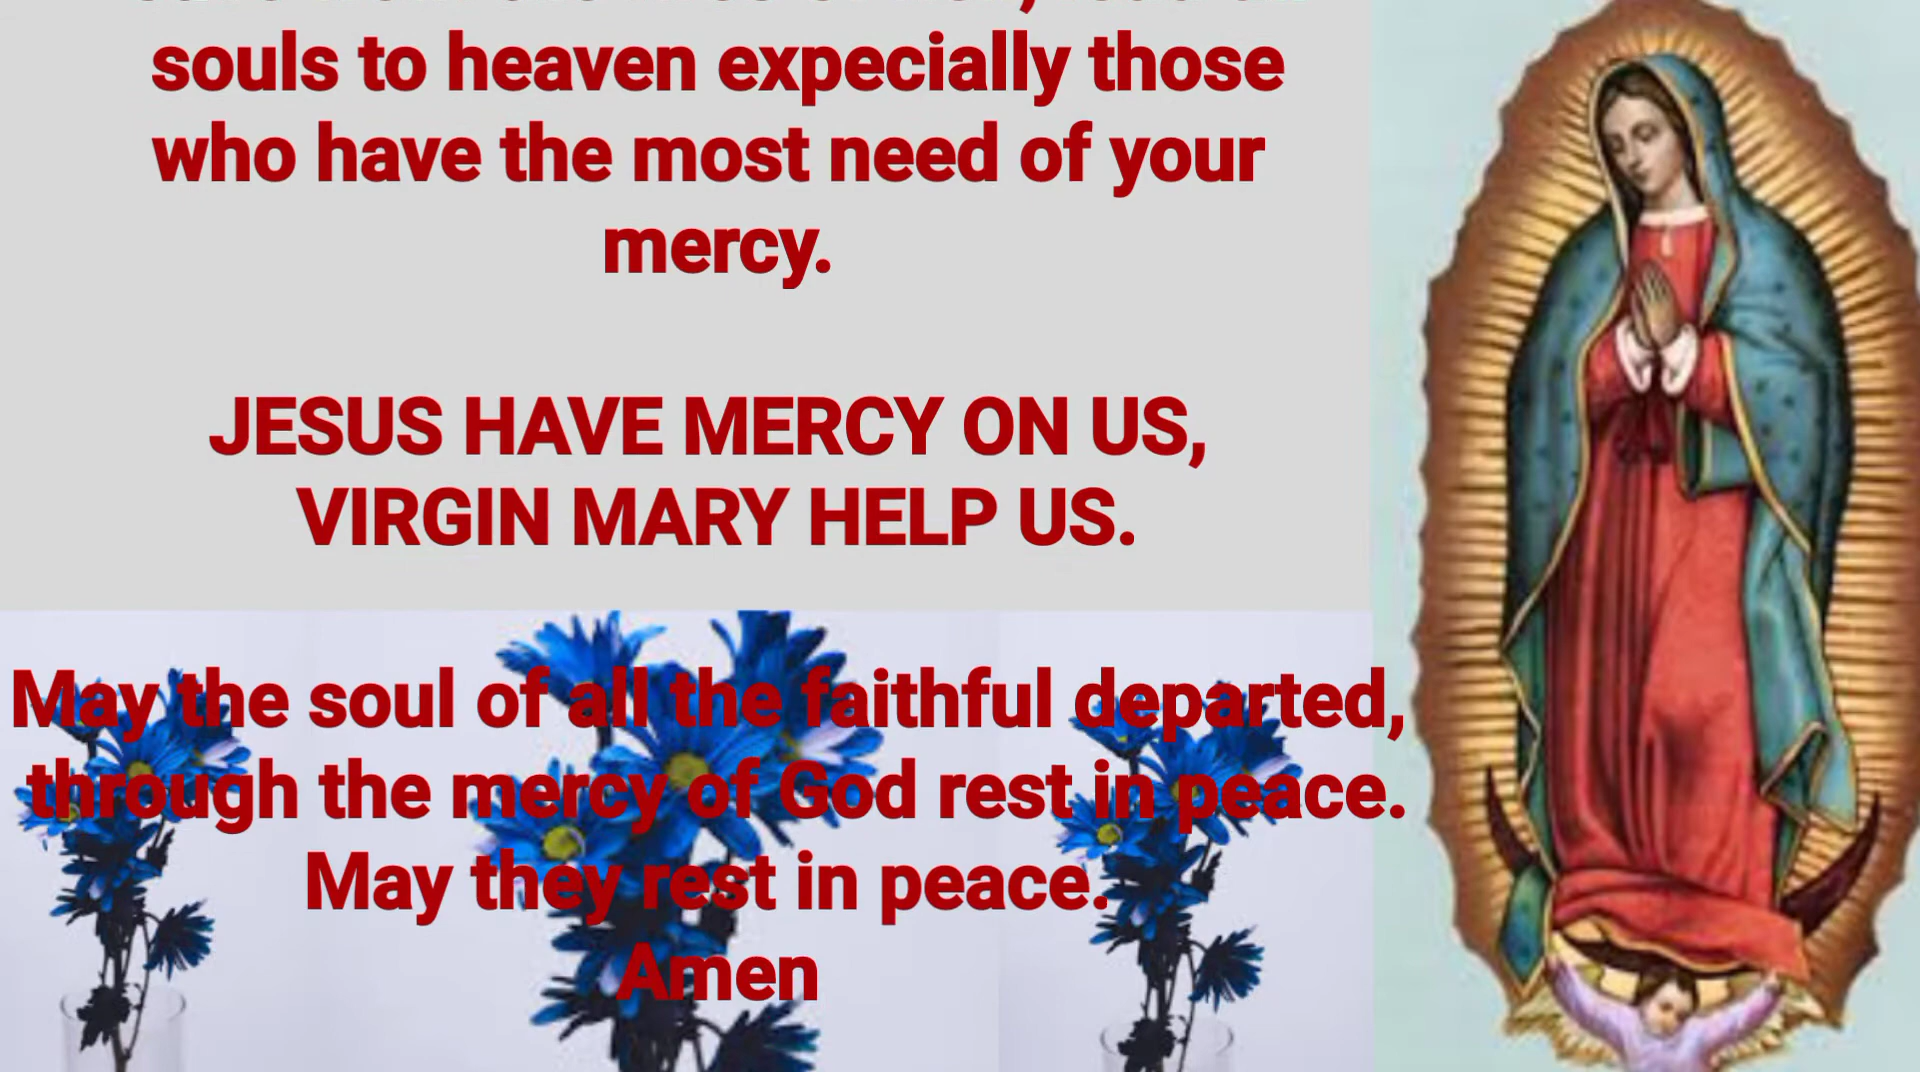 souls to heaven expecially those
who have the most need of your
mercy.
JESUS HAVE MERCY ON US,
VIRGIN MARY HELP US.
May the soul of all the faithful departed,
through the mercy of God rest in peace.
May they rest in peace.
Amen